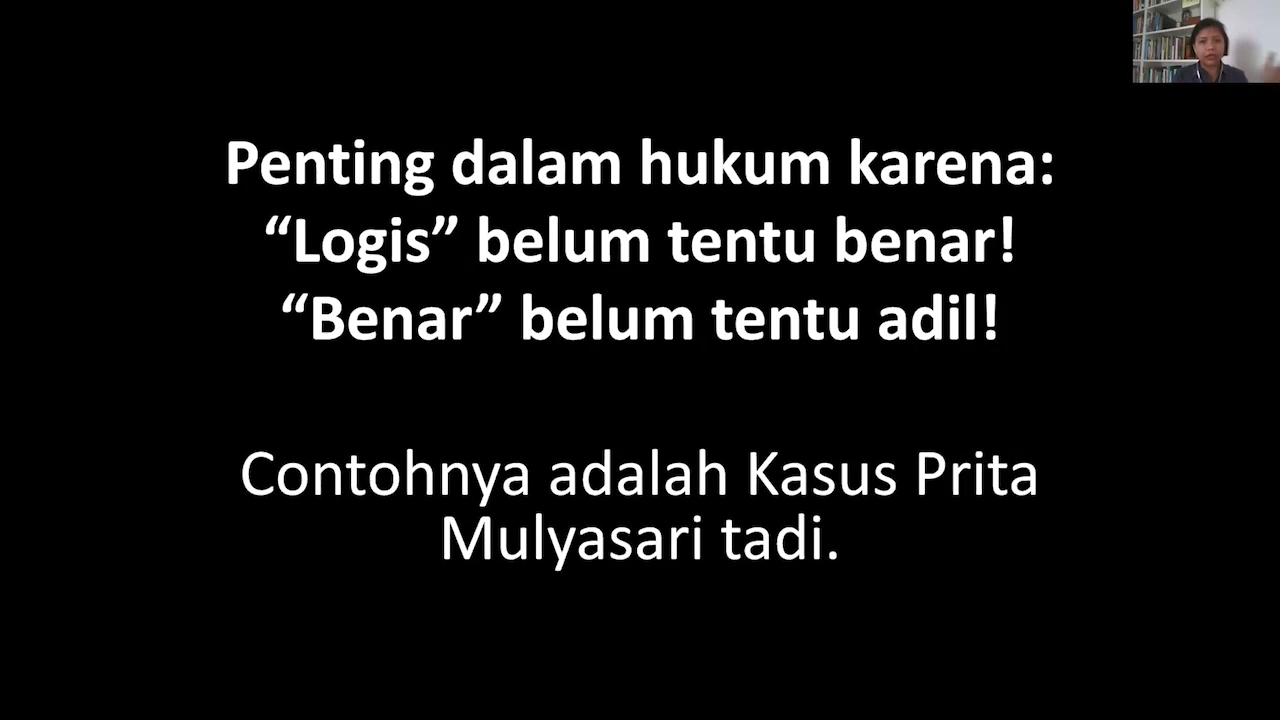 Penting dalam hukum karena:
“Logis” belum tentu benar!
“Benar” belum tentu adil!
Contohnya adalah Kasus Prita
Mulyasari tadi.